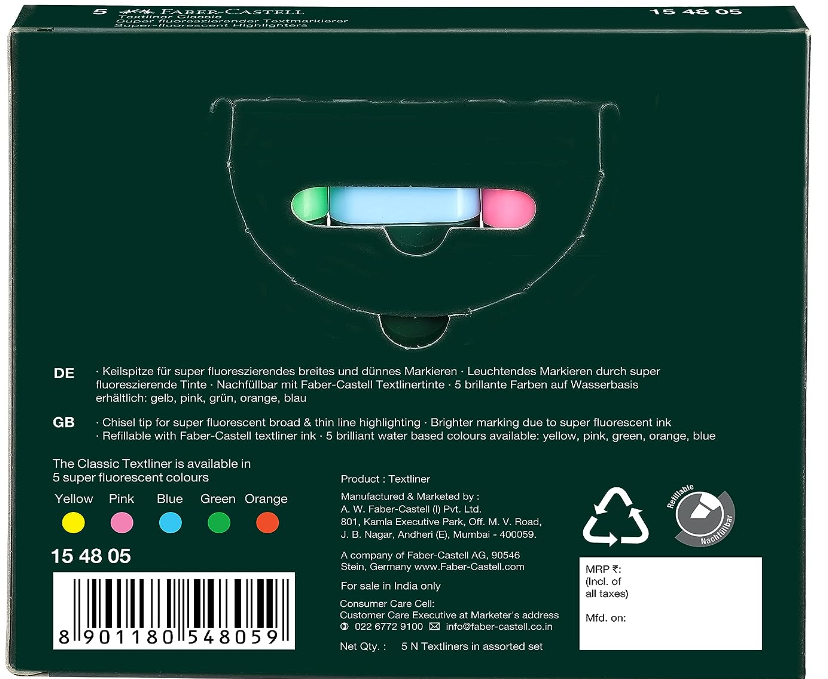 5 FABER-CASTELL
Textliner Classic
Super fluoreszierender Textmarkierer
Super-fluorescent Highlighters
15 48 05
DE · Keilspitze für super fluoreszierendes breites und dünnes Markieren · Leuchtendes Markieren durch super
fluoreszierende Tinte · Nachfüllbar mit Faber-Castell Textlinertinte · 5 brillante Farben auf Wasserbasis
erhältlich: gelb, pink, grün, orange, blau
GB · Chisel tip for super fluorescent broad & thin line highlighting · Brighter marking due to super fluorescent ink
· Refillable with Faber-Castell textliner ink · 5 brilliant water based colours available: yellow, pink, green, orange, blue
The Classic Textliner is available in
5 super fluorescent colours
Yellow Pink Blue Green Orange
15 48 05
8 901180 548059
Product : Textliner
Manufactured & Marketed by :
A. W. Faber-Castell (I) Pvt. Ltd.
801, Kamla Executive Park, Off. M. V. Road,
J. B. Nagar, Andheri (E), Mumbai - 400059.
A company of Faber-Castell AG, 90546
Stein, Germany www.Faber-Castell.com
For sale in India only
Consumer Care Cell:
Customer Care Executive at Marketer's address
022 6772 9100 info@faber-castell.co.in
Net Qty. : 5 N Textliners in assorted set
Refillable
Nachfüllbar
MRP ₹:
(Incl. of
all taxes)
Mfd. on: